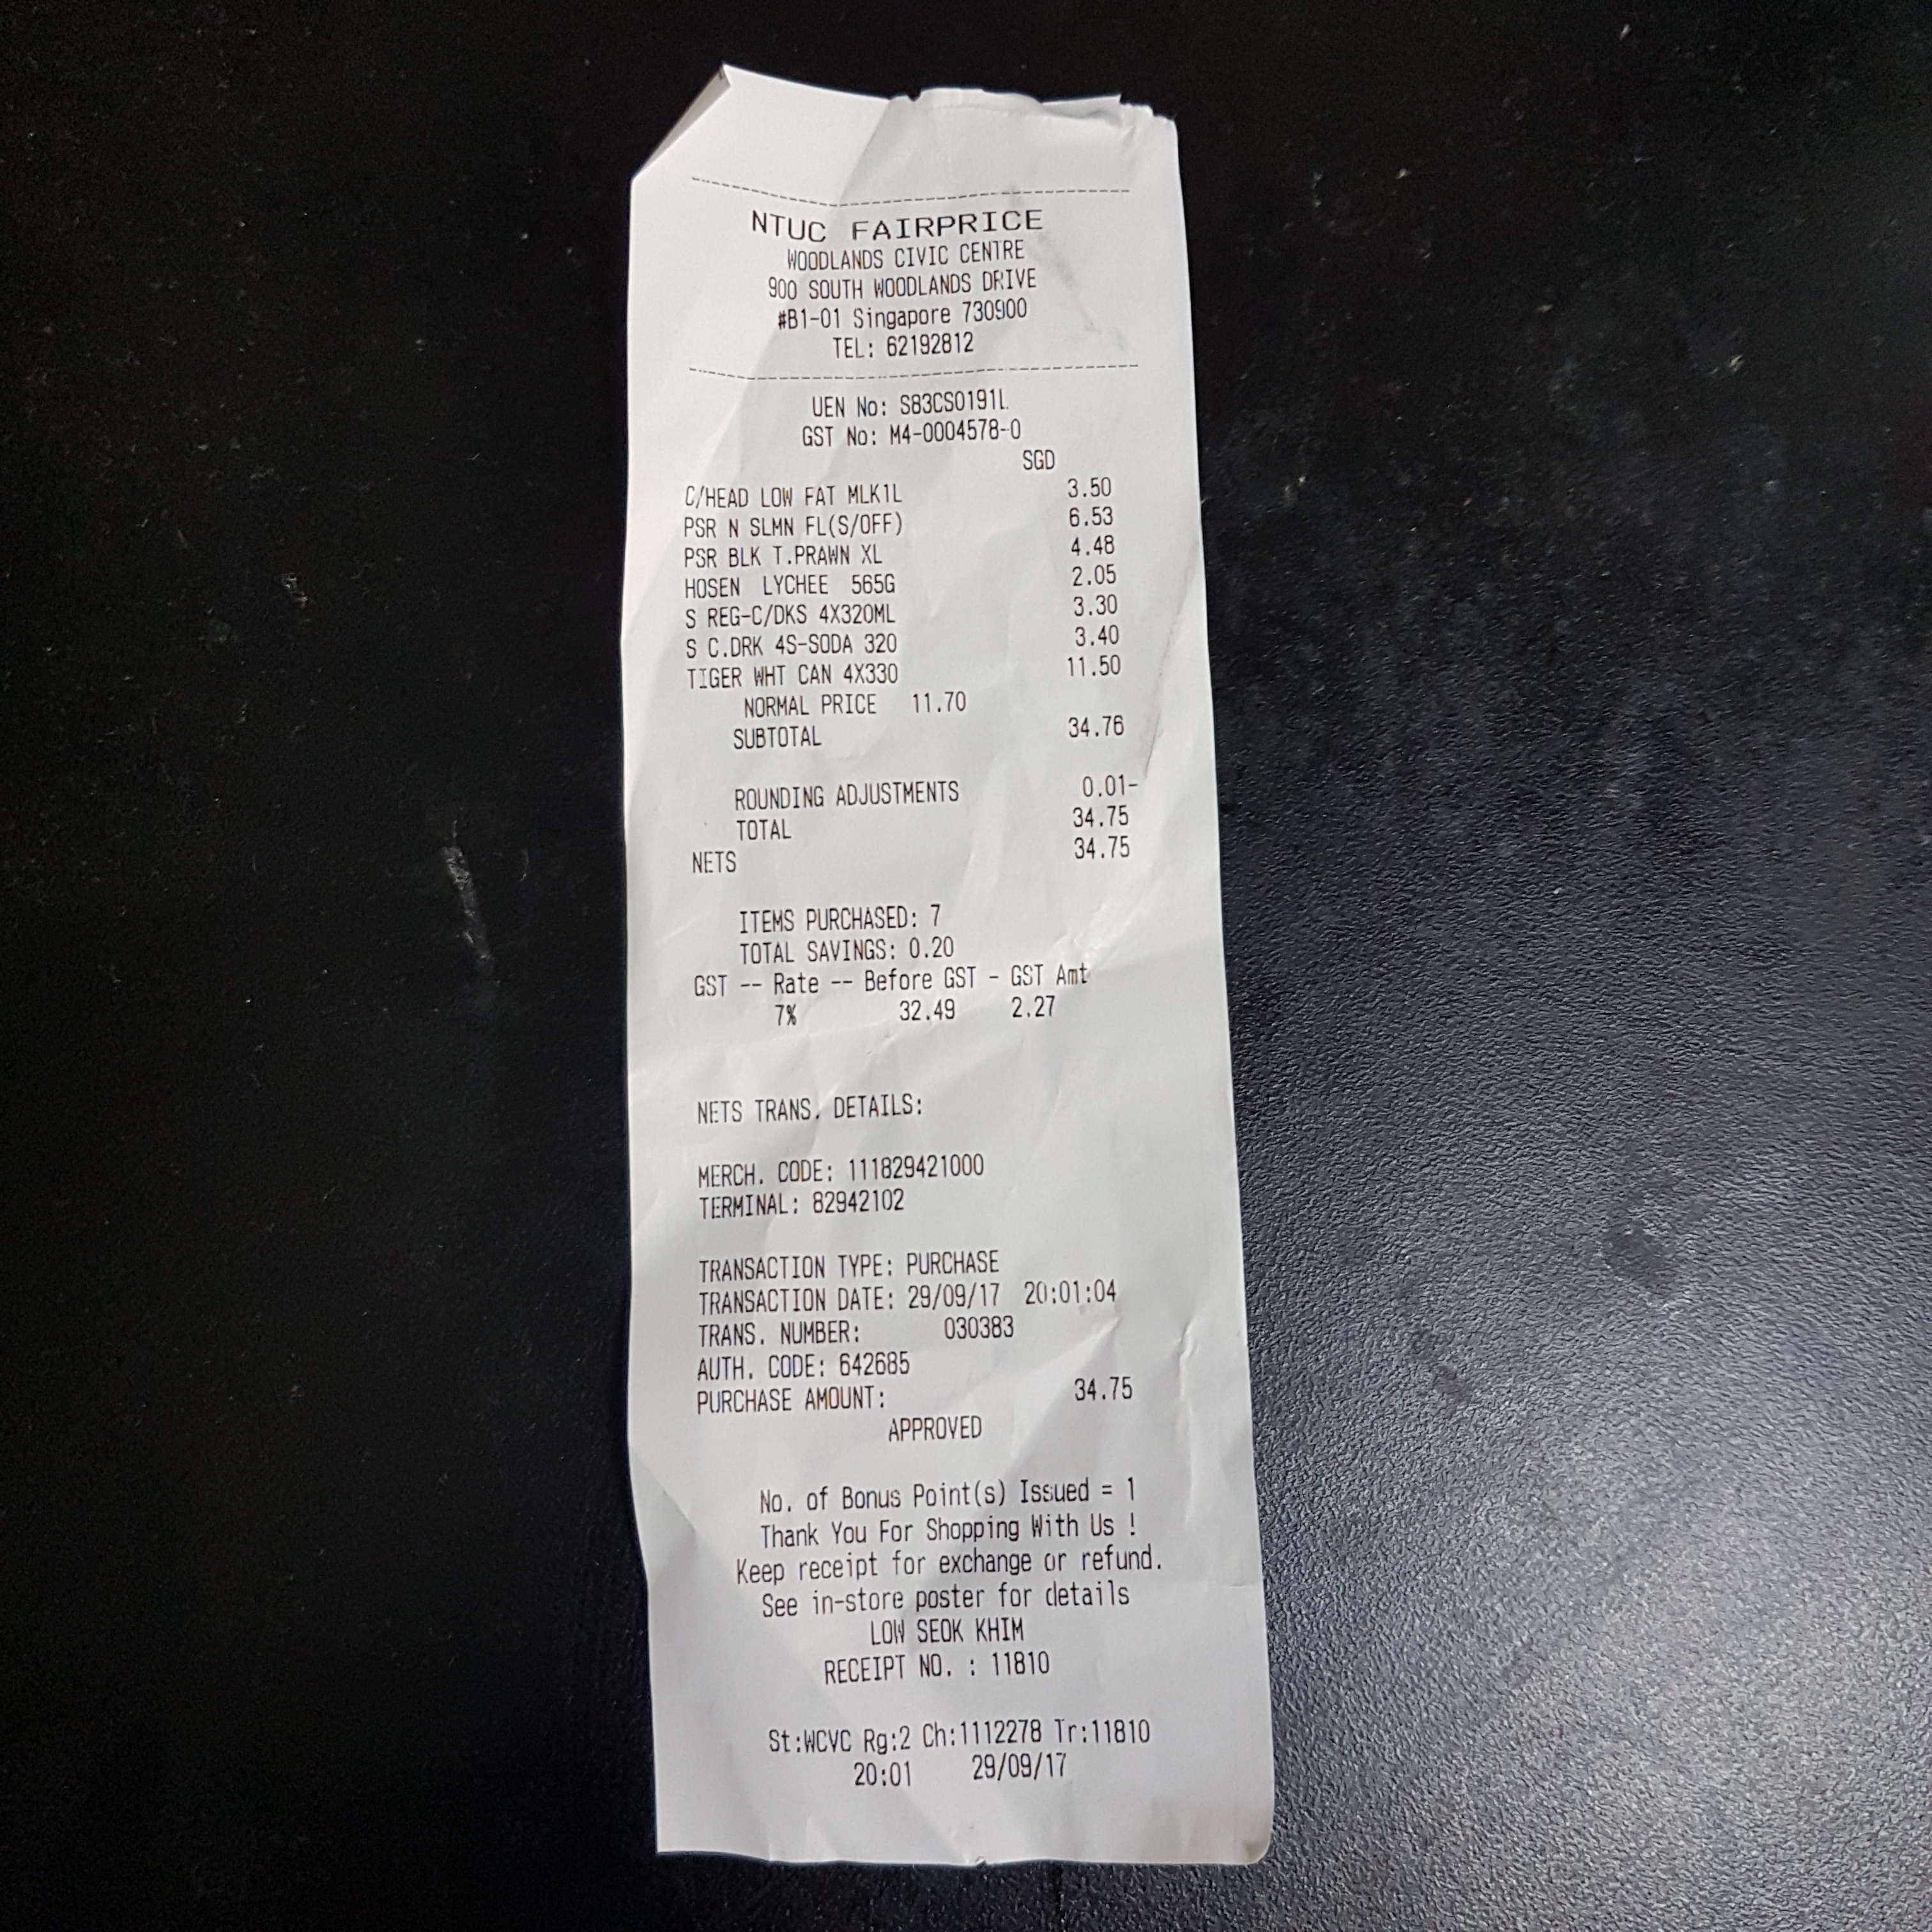 NTUC FAIRPRICE
WOODLANDS CIVIC CENTRE
900 SOUTH WOODLANDS DRIVE
#B1-01 Singapore 730900
TEL: 62192812
UEN No: S83CS0191L
GST No: M4-0004578-0
SGD
C/HEAD LOW FAT MLK1L 3.50
PSR N SLMN FL(S/OFF) 6.53
PSR BLK T.PRAWN XL 4.48
HOSEN LYCHEE 565G 2.05
S REG-C/DKS 4X320ML 3.30
S C.DRK 4S-SODA 320 3.40
TIGER WHT CAN 4X330 11.50
NORMAL PRICE 11.70
SUBTOTAL 34.76
ROUNDING ADJUSTMENTS 0.01-
TOTAL 34.75
NETS 34.75
ITEMS PURCHASED: 7
TOTAL SAVINGS: 0.20
GST -- Rate -- Before GST - GST Amt
7% 32.49 2.27
NETS TRANS. DETAILS:
MERCH. CODE: 111829421000
TERMINAL: 82942102
TRANSACTION TYPE: PURCHASE
TRANSACTION DATE: 29/09/17 20:01:04
TRANS. NUMBER: 030383
AUTH. CODE: 642685
PURCHASE AMOUNT: 34.75
APPROVED
No. of Bonus Point(s) Issued = 1
Thank You For Shopping With Us !
Keep receipt for exchange or refund.
See in-store poster for details
LOW SEOK KHIM
RECEIPT NO. : 11810
St:WCVC Rg:2 Ch:1112278 Tr:11810
20:01 29/09/17